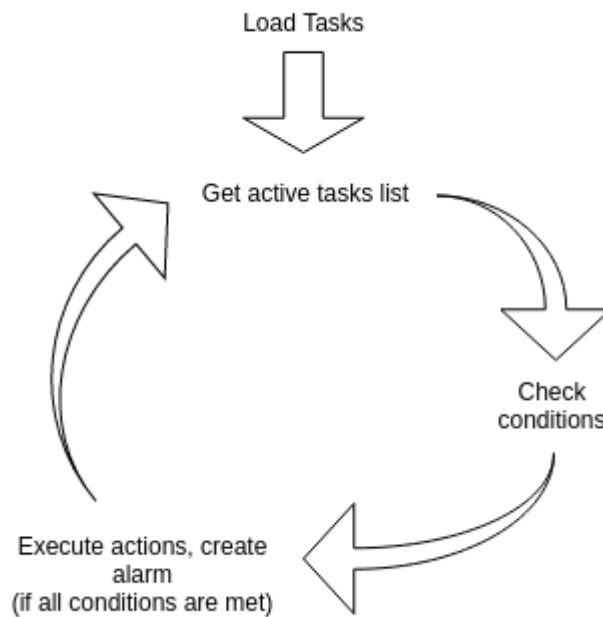 Load Tasks
Get active tasks list
Check
conditions
Execute actions, create
alarm
(if all conditions are met)